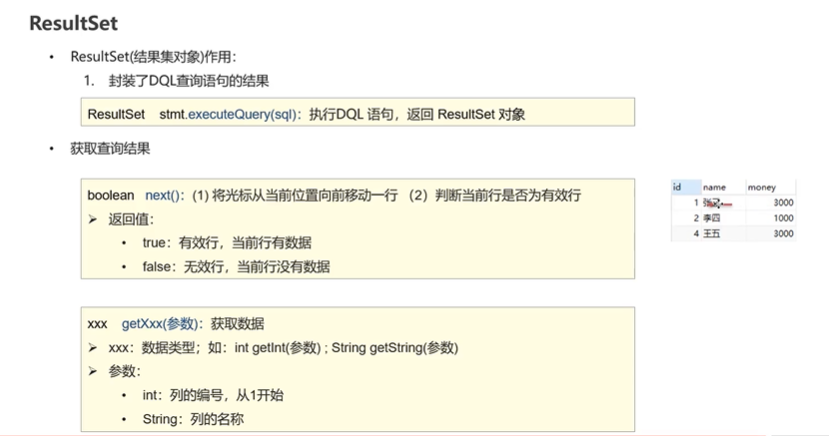 ResultSet
• ResultSet(结果集对象)作用：
1. 封装了DQL查询语句的结果
ResultSet stmt.executeQuery(sql)：执行DQL 语句，返回 ResultSet 对象
• 获取查询结果
boolean next()：(1) 将光标从当前位置向前移动一行 （2）判断当前行是否为有效行
➢ 返回值：
• true：有效行，当前行有数据
• false：无效行，当前行没有数据
id name money
1 张 3000
2 李四 1000
4 王五 3000
xxx getXxx(参数)：获取数据
➢ xxx：数据类型；如：int getInt(参数) ; String getString(参数)
➢ 参数：
• int：列的编号，从1开始
• String：列的名称